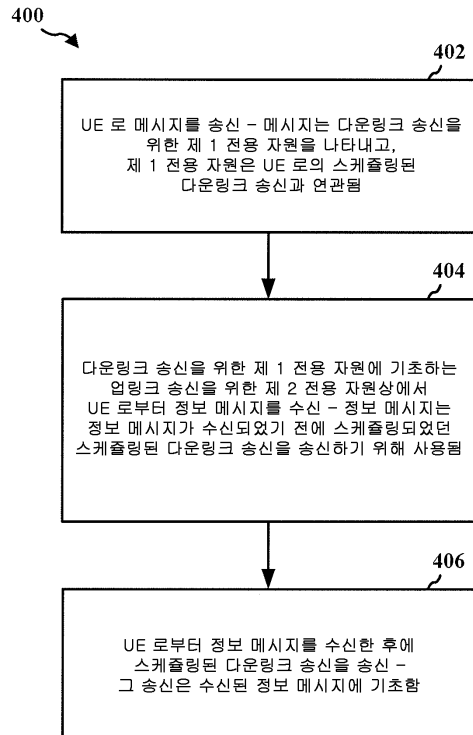 400
402
UE 로 메시지를 송신 – 메시지는 다운링크 송신을
위한 제 1 전용 자원을 나타내고,
제 1 전용 자원은 UE 로의 스케쥴링된
다운링크 송신과 연관됨
404
다운링크 송신을 위한 제 1 전용 자원에 기초하는
업링크 송신을 위한 제 2 전용 자원상에서
UE 로부터 정보 메시지를 수신 – 정보 메시지는
정보 메시지가 수신되었기 전에 스케쥴링되었던
스케쥴링된 다운링크 송신을 송신하기 위해 사용됨
406
UE 로부터 정보 메시지를 수신한 후에
스케쥴링된 다운링크 송신을 송신 –
그 송신은 수신된 정보 메시지에 기초함